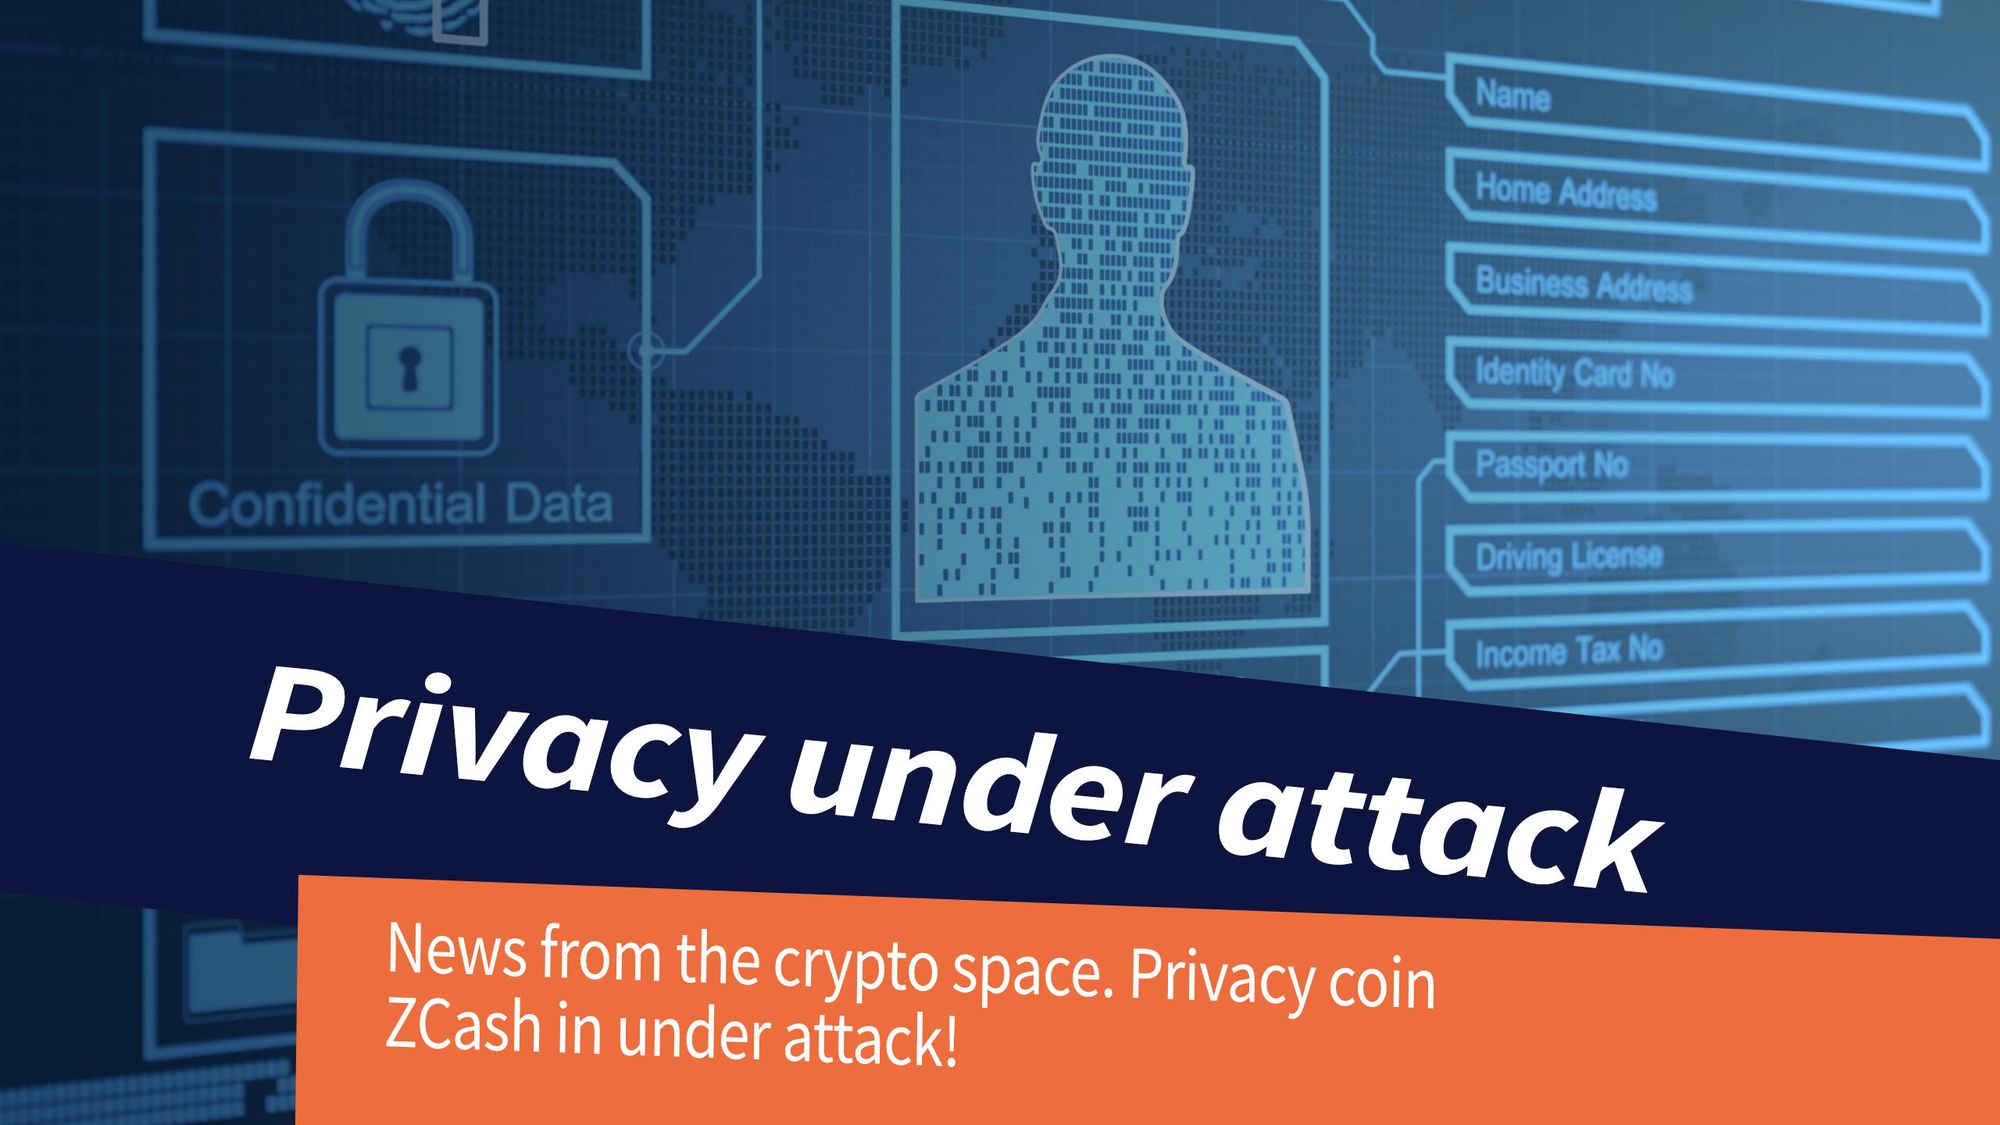 Name
Home Address
Business Address
Identity Card No
Passport No
Driving License
Income Tax No
Confidential Data
Privacy under attack
News from the crypto space. Privacy coin
ZCash in under attack!